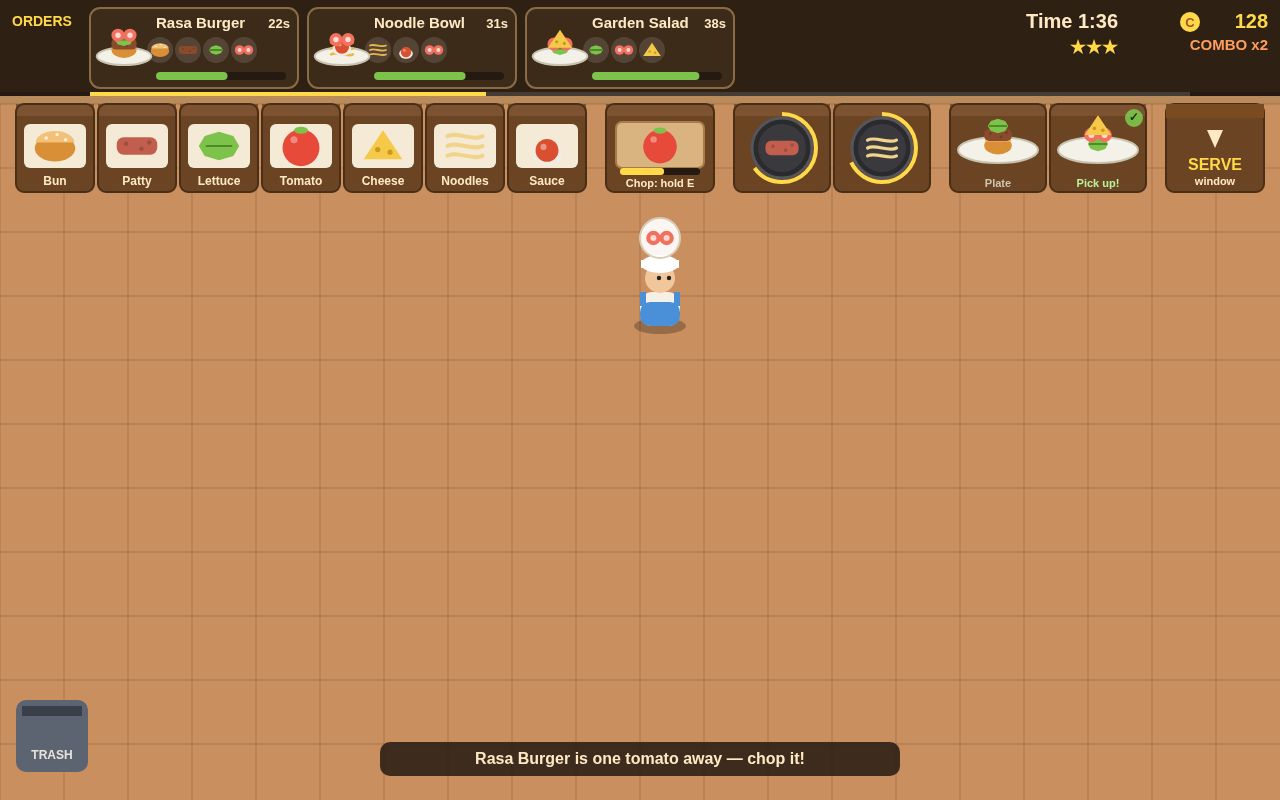 ORDERS
Rasa Burger 22s
Noodle Bowl 31s
Garden Salad 38s
Time 1:36
★★★
C 128
COMBO x2
Bun
Patty
Lettuce
Tomato
Cheese
Noodles
Sauce
Chop: hold E
Plate
Pick up!
SERVE
window
TRASH
Rasa Burger is one tomato away — chop it!